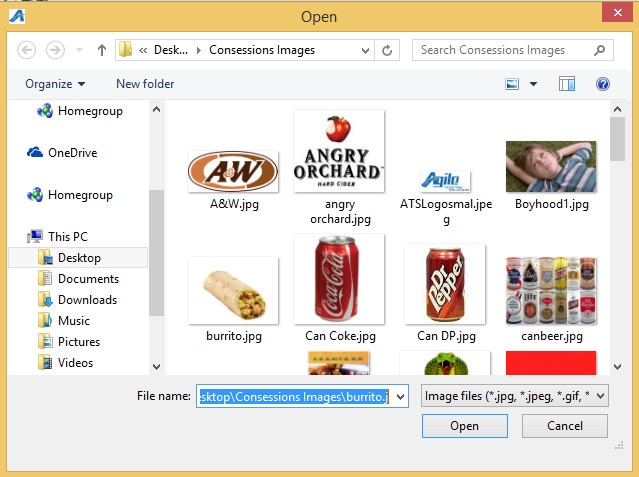 Open
« Desk... Consessions Images
Search Consessions Images
Organize
New folder
Homegroup
OneDrive
Homegroup
This PC
Desktop
Documents
Downloads
Music
Pictures
Videos
A&W
A&W.jpg
ANGRY
ORCHARD
HARD CIDER
angry
orchard.jpg
Agile
ATSLogosmal.jpe
g
Boyhood1.jpg
burrito.jpg
Coca-Cola
Can Coke.jpg
Dr Pepper
Can DP.jpg
Lite
canbeer.jpg
File name:
sktop\Consessions Images\burrito.j
Image files (*.jpg, *.jpeg, *.gif, *
Open
Cancel